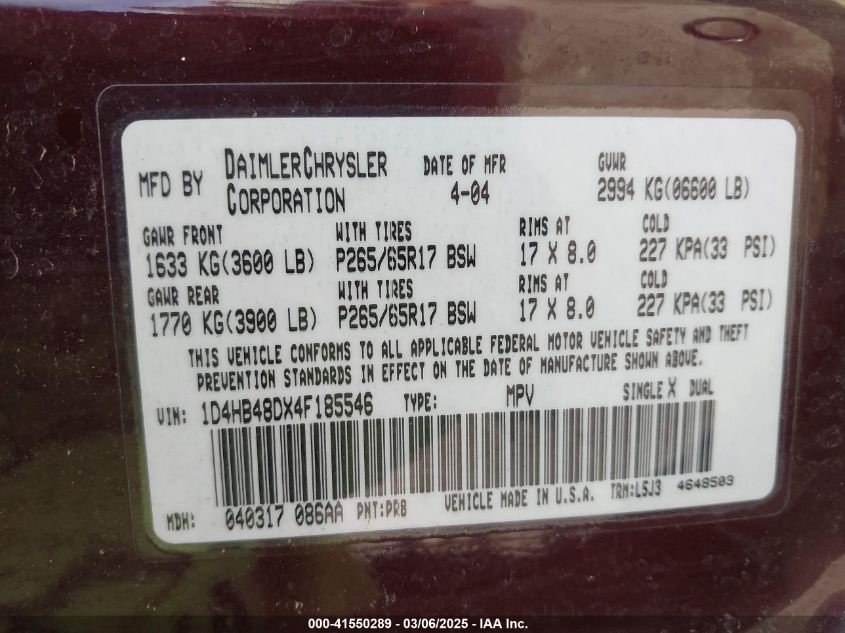 MFD BY DAIMLERCHRYSLER CORPORATION DATE OF MFR 4-04 GVWR 2994 KG(06600 LB)
GAWR FRONT WITH TIRES RIMS AT COLD
1633 KG(3600 LB) P265/65R17 BSW 17 X 8.0 227 KPA(33 PSI)
GAWR REAR WITH TIRES RIMS AT COLD
1770 KG(3900 LB) P265/65R17 BSW 17 X 8.0 227 KPA(33 PSI)
THIS VEHICLE CONFORMS TO ALL APPLICABLE FEDERAL MOTOR VEHICLE SAFETY AND THEFT
PREVENTION STANDARDS IN EFFECT ON THE DATE OF MANUFACTURE SHOWN ABOVE.
VIN: 1D4HB48DX4F185546 TYPE: MPV SINGLE X DUAL
MDH: 040317 086AA PNT:PR8 VEHICLE MADE IN U.S.A. TRM:L5J3 4648503
000-41550289 - 03/06/2025 - IAA Inc.